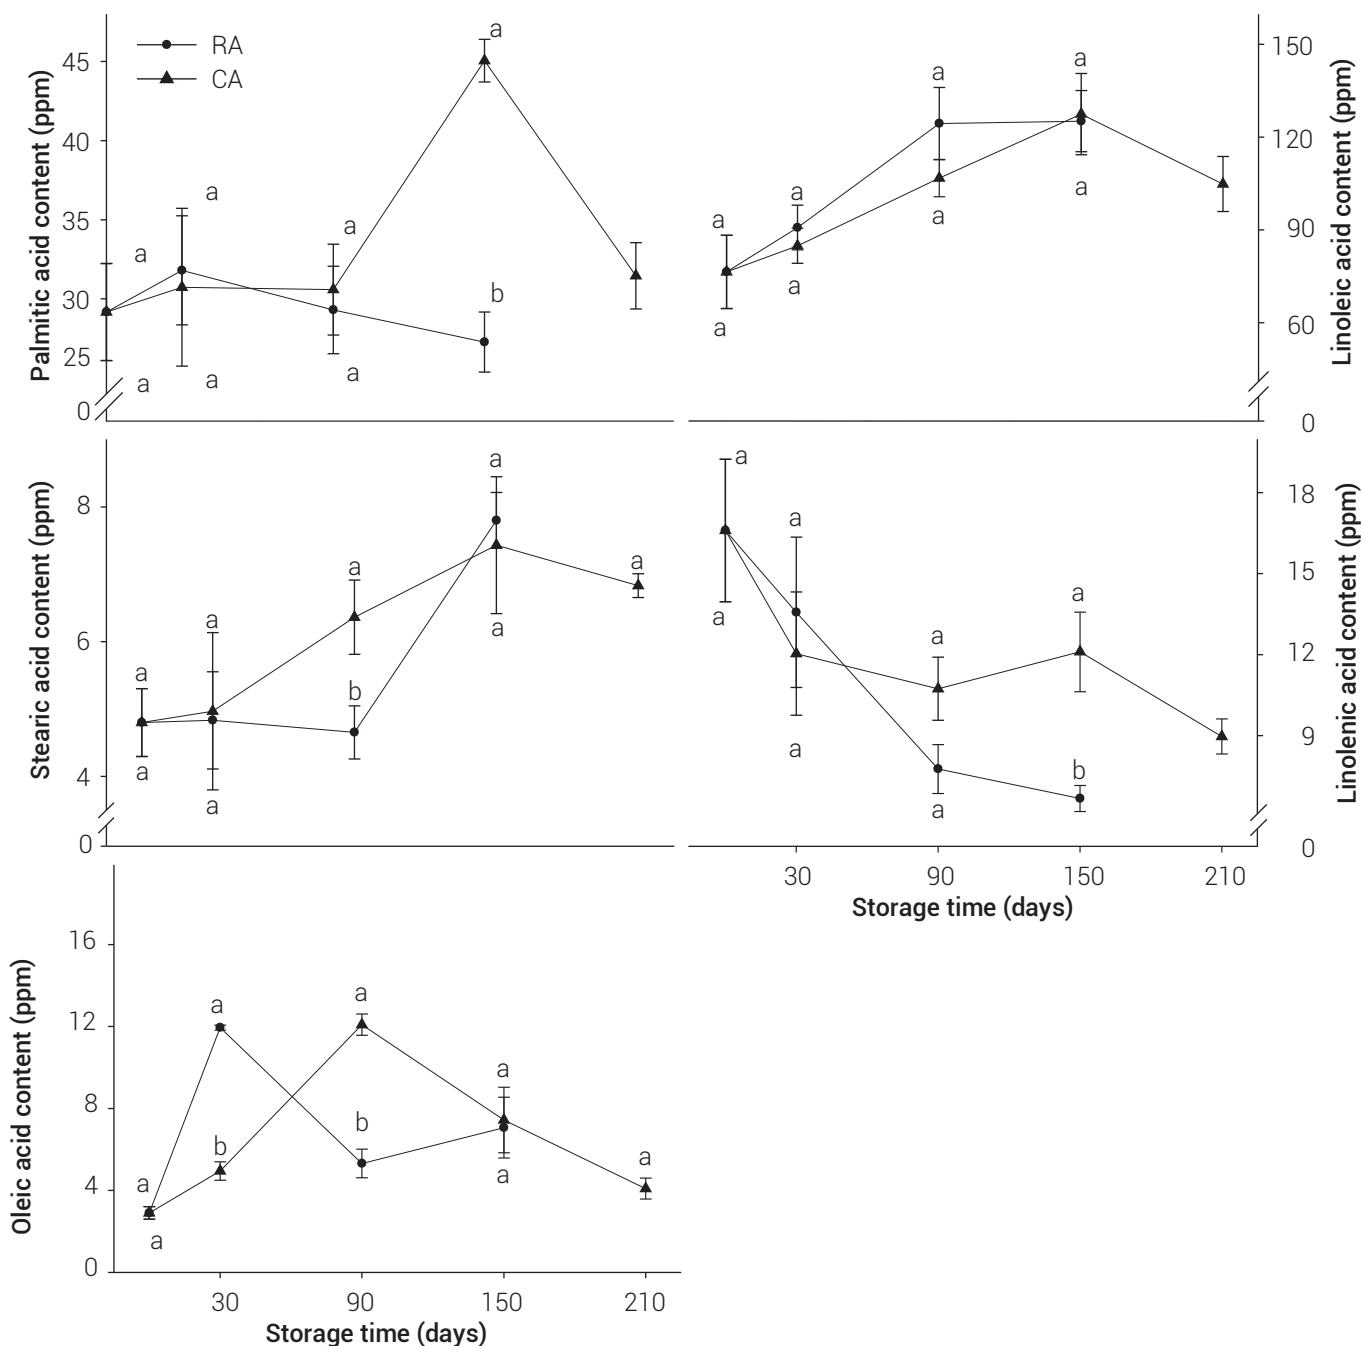 RA
CA
Palmitic acid content (ppm)
45
40
35
30
25
0
a
a
a
a
a
a
a
b
Linoleic acid content (ppm)
150
120
90
60
0
a
a
a
a
a
a
a
a
Stearic acid content (ppm)
8
6
4
0
a
a
a
a
a
b
a
a
a
Linolenic acid content (ppm)
18
15
12
9
0
a
a
a
a
a
a
a
b
30 90 150 210
Storage time (days)
Oleic acid content (ppm)
16
12
8
4
0
a
a
a
b
a
b
a
a
a
30 90 150 210
Storage time (days)